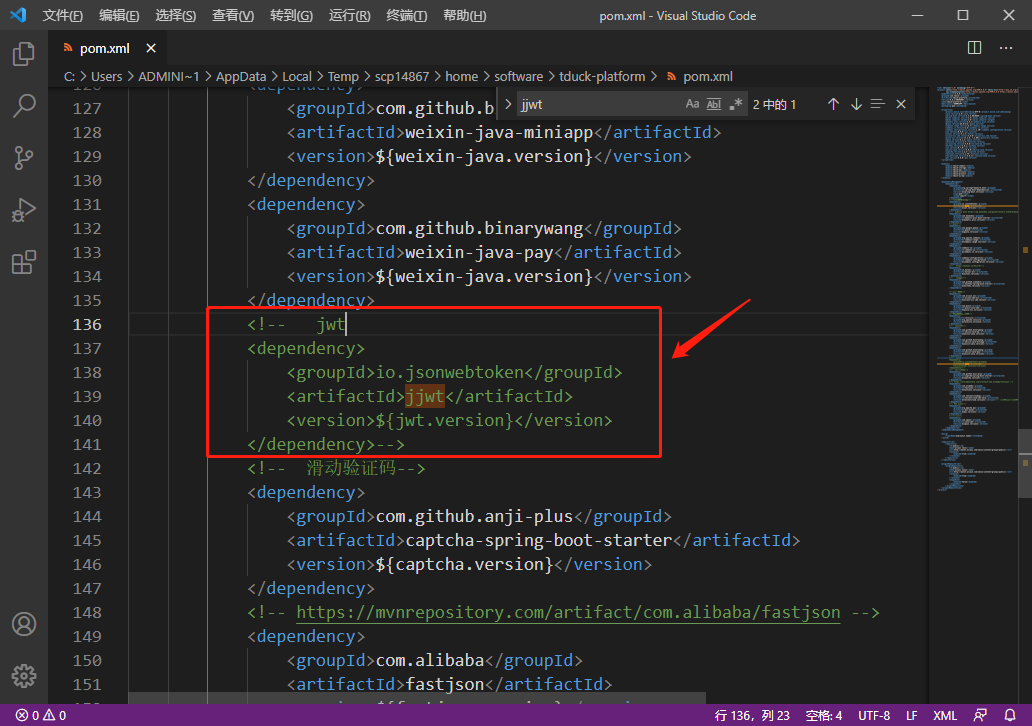 文件(F) 编辑(E) 选择(S) 查看(V) 转到(G) 运行(R) 终端(T) 帮助(H) pom.xml - Visual Studio Code
pom.xml
C: > Users > ADMINI~1 > AppData > Local > Temp > scp14867 > home > software > tduck-platform > pom.xml
jjwt Aa Abl .* 2 中的 1
126 <dependency>
127 <groupId>com.github.b
128 <artifactId>weixin-java-miniapp</artifactId>
129 <version>${weixin-java.version}</version>
130 </dependency>
131 <dependency>
132 <groupId>com.github.binarywang</groupId>
133 <artifactId>weixin-java-pay</artifactId>
134 <version>${weixin-java.version}</version>
135 </dependency>
136 <!-- jwt
137 <dependency>
138 <groupId>io.jsonwebtoken</groupId>
139 <artifactId>jjwt</artifactId>
140 <version>${jwt.version}</version>
141 </dependency>-->
142 <!-- 滑动验证码-->
143 <dependency>
144 <groupId>com.github.anji-plus</groupId>
145 <artifactId>captcha-spring-boot-starter</artifactId>
146 <version>${captcha.version}</version>
147 </dependency>
148 <!-- https://mvnrepository.com/artifact/com.alibaba/fastjson -->
149 <dependency>
150 <groupId>com.alibaba</groupId>
151 <artifactId>fastjson</artifactId>
0 0 行 136，列 23 空格: 4 UTF-8 LF XML